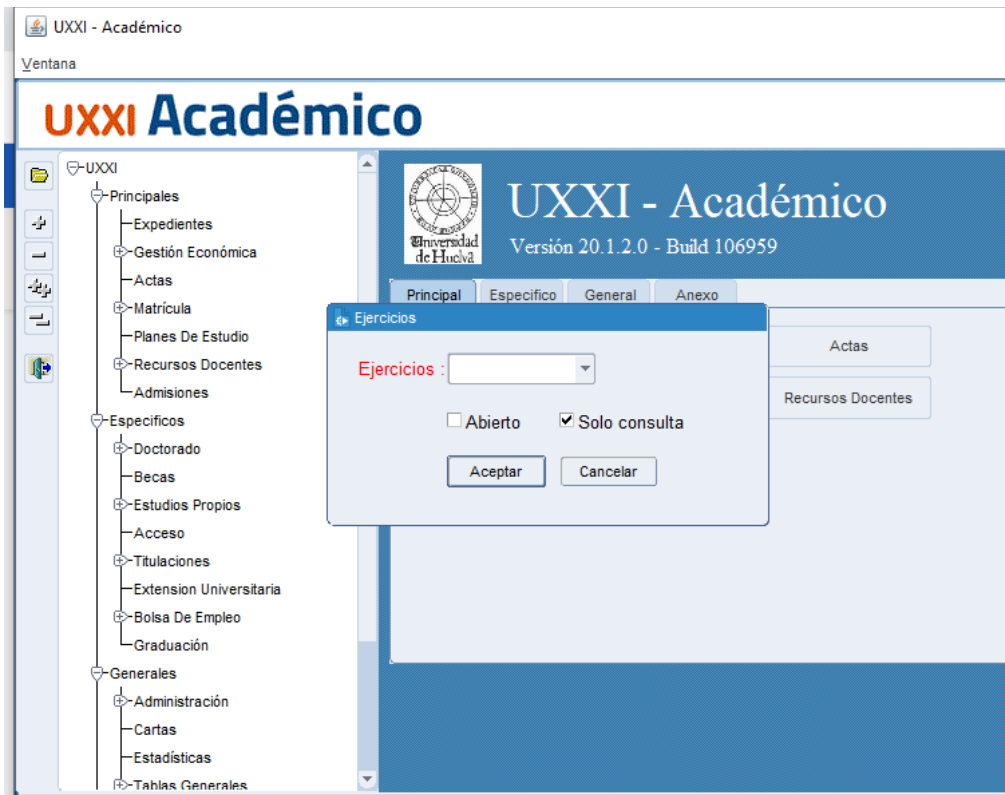 UXXI - Académico
Ventana
UXXI Académico
UXXI
Principales
Expedientes
Gestión Económica
Actas
Matrícula
Planes De Estudio
Recursos Docentes
Admisiones
Especificos
Doctorado
Becas
Estudios Propios
Acceso
Titulaciones
Extension Universitaria
Bolsa De Empleo
Graduación
Generales
Administración
Cartas
Estadísticas
Tablas Generales
Universidad
de Huelva
UXXI - Académico
Versión 20.1.2.0 - Build 106959
Principal Especifico General Anexo
Actas
Recursos Docentes
Ejercicios
Ejercicios :
Abierto Solo consulta
Aceptar Cancelar